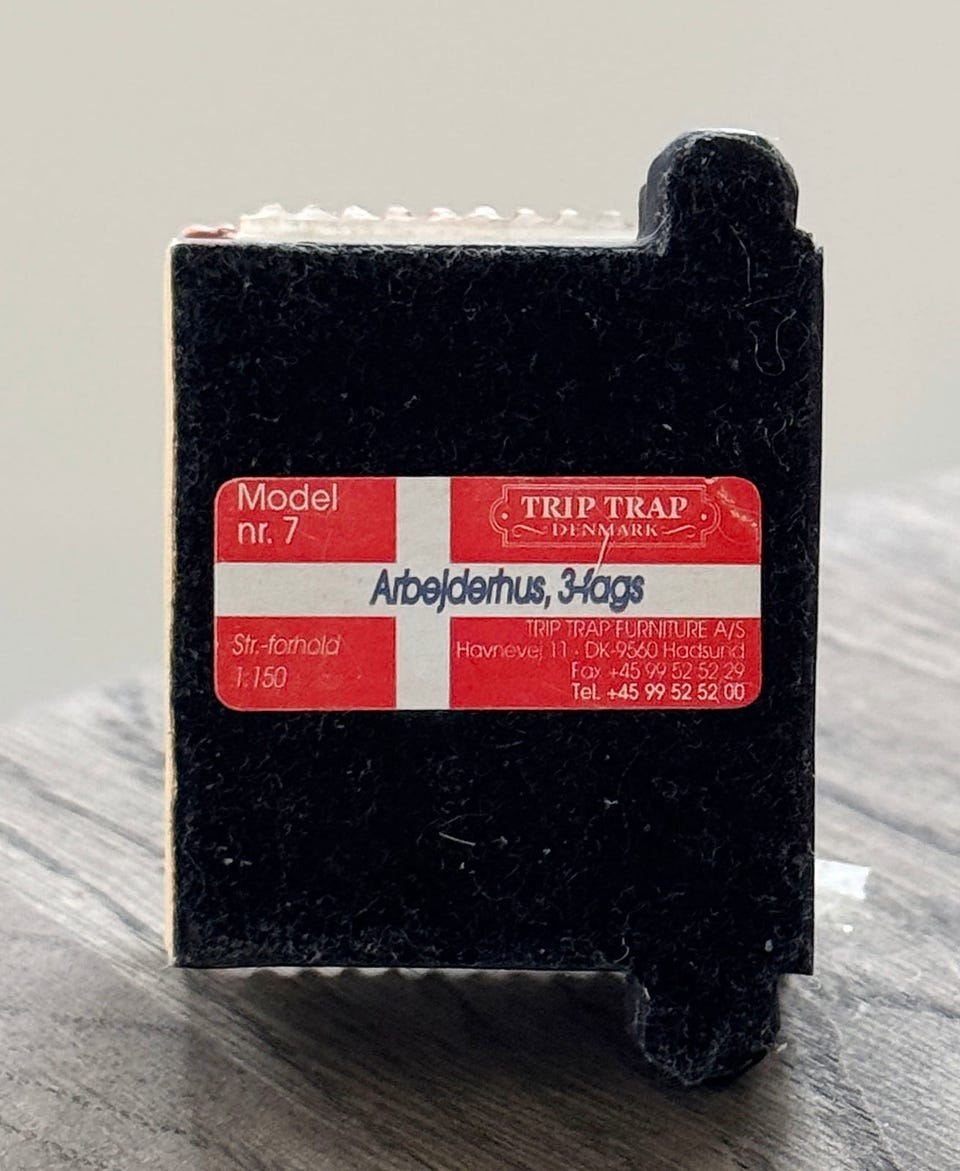 Model
nr. 7
TRIP TRAP
DENMARK
Arbejderhus, 3-fags
Str.-forhold
1:150
TRIP TRAP FURNITURE A/S
Havnevej 11 · DK-9560 Hadsund
Fax +45 99 52 52 29
Tel. +45 99 52 52 00